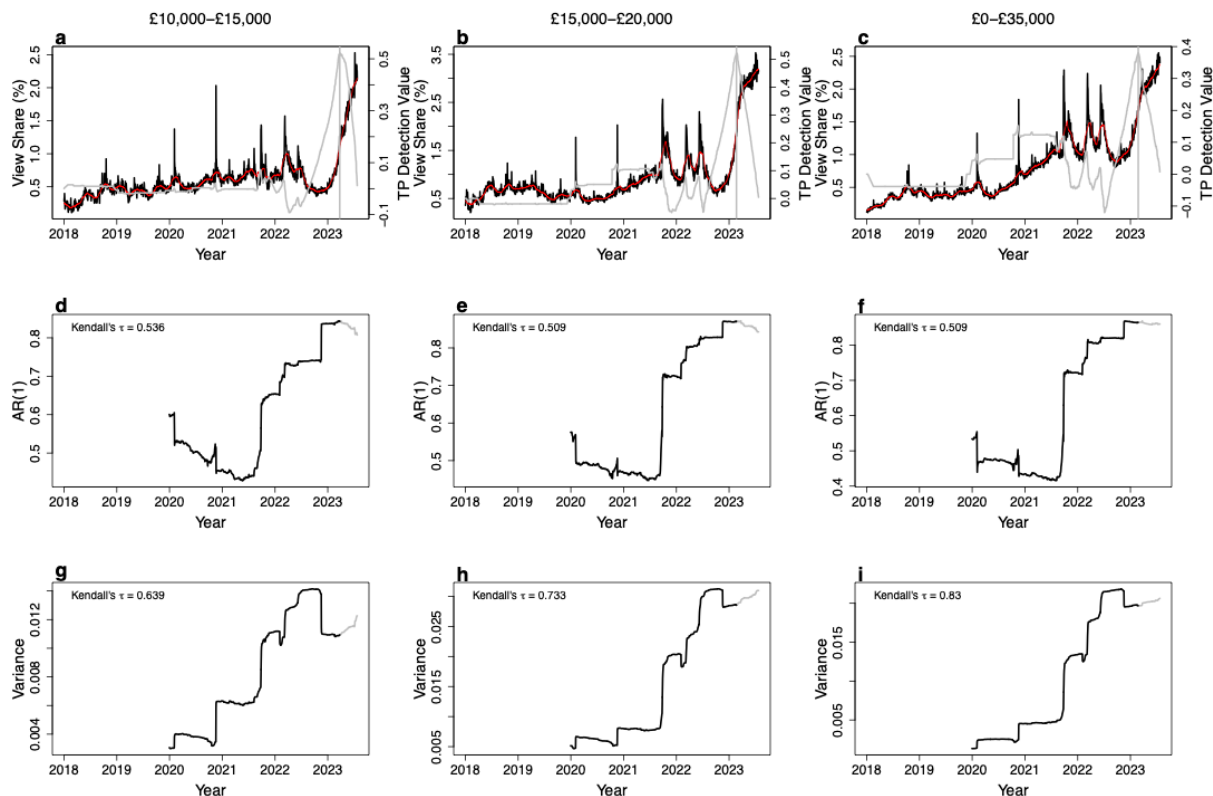 £10,000–£15,000
£15,000–£20,000
£0–£35,000
a
View Share (%)
0.5 1.0 1.5 2.0 2.5
−0.1 0.1 0.3 0.5
TP Detection Value
2018 2019 2020 2021 2022 2023
Year
b
View Share (%)
0.5 1.5 2.5 3.5
0.0 0.1 0.2 0.3 0.4 0.5
TP Detection Value
2018 2019 2020 2021 2022 2023
Year
c
View Share (%)
0.5 1.0 1.5 2.0 2.5
−0.1 0.0 0.1 0.2 0.3 0.4
TP Detection Value
2018 2019 2020 2021 2022 2023
Year
d
Kendall's τ = 0.536
AR(1)
0.5 0.6 0.7 0.8
2018 2019 2020 2021 2022 2023
Year
e
Kendall's τ = 0.509
AR(1)
0.5 0.6 0.7 0.8
2018 2019 2020 2021 2022 2023
Year
f
Kendall's τ = 0.509
AR(1)
0.4 0.5 0.6 0.7 0.8
2018 2019 2020 2021 2022 2023
Year
g
Kendall's τ = 0.639
Variance
0.004 0.008 0.012
2018 2019 2020 2021 2022 2023
Year
h
Kendall's τ = 0.733
Variance
0.005 0.015 0.025
2018 2019 2020 2021 2022 2023
Year
i
Kendall's τ = 0.83
Variance
0.005 0.015
2018 2019 2020 2021 2022 2023
Year